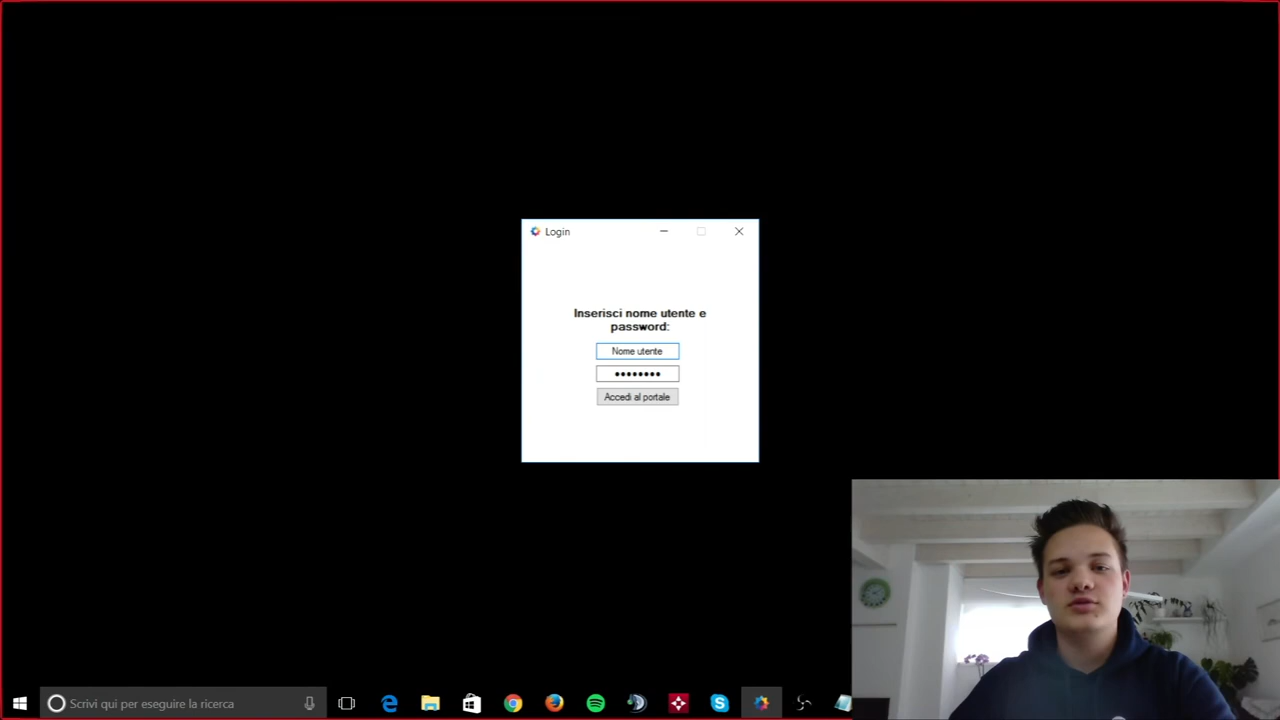 Login
Inserisci nome utente e
password:
Nome utente
Accedi al portale
Scrivi qui per eseguire la ricerca